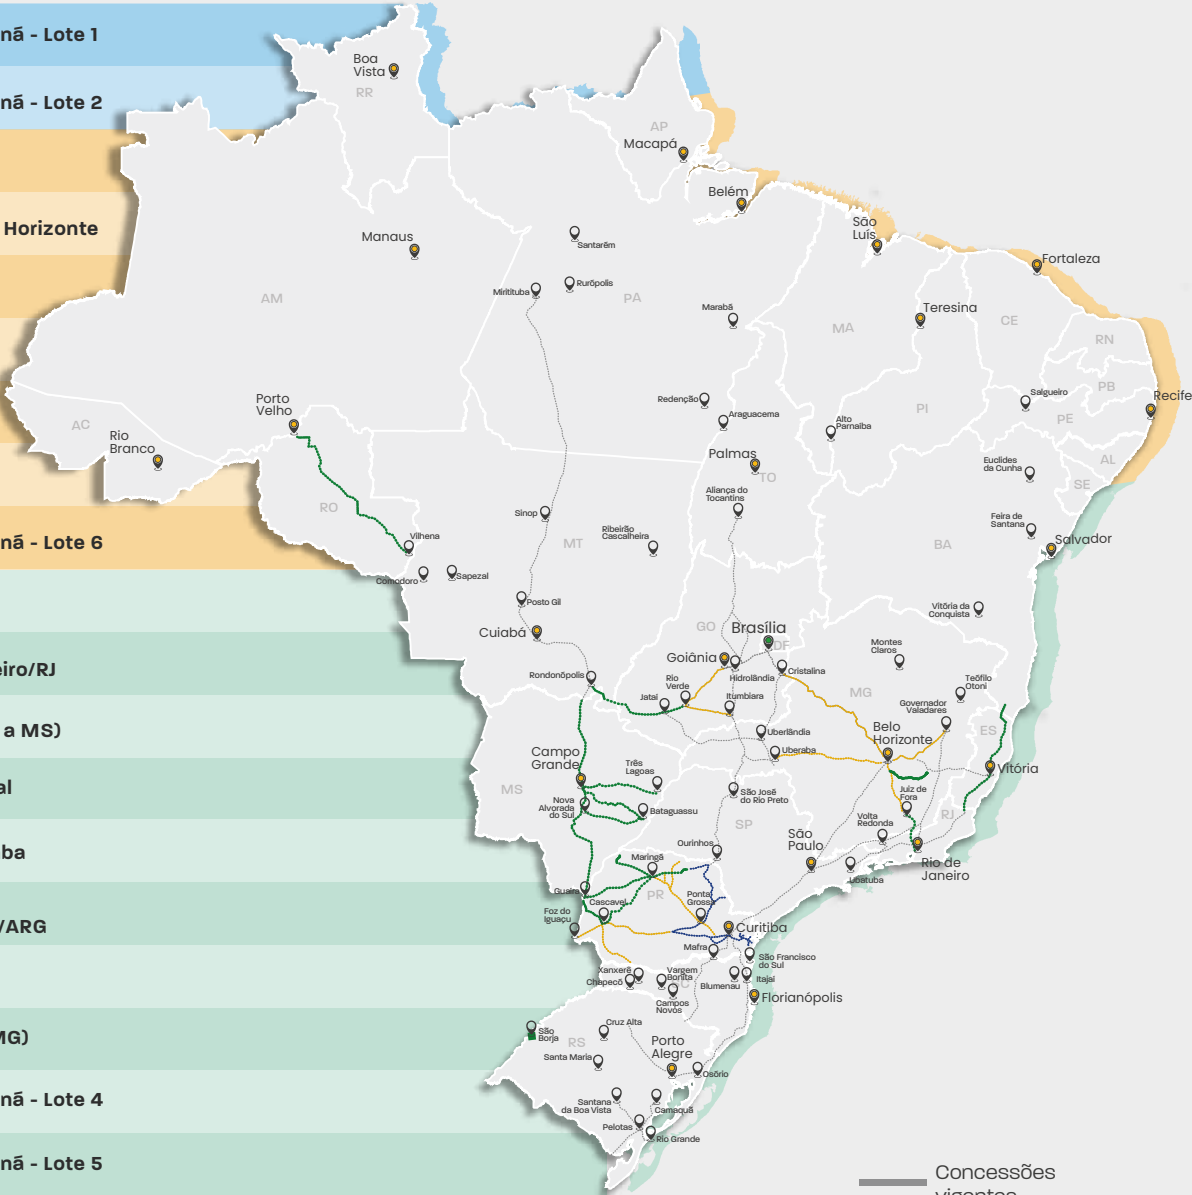 ná - Lote 1
ná - Lote 2
Horizonte
ná - Lote 6
eiro/RJ
a MS)
al
ba
/ARG
MG)
ná - Lote 4
ná - Lote 5
Boa
Vista
RR
AP
Macapá
Belém
São
Luís
Fortaleza
Manaus
Santarém
Miritituba
Rurópolis
AM
PA
Marabá
MA
Teresina
CE
RN
PB
Recife
Salgueiro
PE
PI
Redenção
Araguacema
Alto
Parnaíba
Porto
Velho
AC
Rio
Branco
RO
Vilhena
Palmas
TO
Aliança do
Tocantins
Euclides
da Cunha
AL
SE
Feira de
Santana
Salvador
BA
Sinop
MT
Ribeirão
Cascalheira
Comodoro
Sapezal
Posto Gil
Cuiabá
Vitória da
Conquista
GO
Brasília
DF
Goiânia
Hidrolândia
Cristalina
Montes
Claros
Teófilo
Otoni
Rondonópolis
Jataí
Rio
Verde
Itumbiara
MG
Governador
Valadares
Belo
Horizonte
ES
Uberlândia
Uberaba
Vitória
Campo
Grande
Três
Lagoas
MS
Nova
Alvorada
do Sul
Bataguassu
São José
do Rio Preto
Juiz de
Fora
RJ
SP
Volta
Redonda
São
Paulo
Ourinhos
Rio de
Janeiro
Ubatuba
Maringá
Guaíra
PR
Cascavel
Ponta
Grossa
Foz do
Iguaçu
Curitiba
Mafra
São Francisco
do Sul
Xanxerê
Chapecó
Vargem
Bonita
SC
Campos
Novos
Blumenau
Itajaí
Florianópolis
São
Borja
Cruz Alta
RS
Santa Maria
Porto
Alegre
Osório
Santana
da Boa Vista
Camaquã
Pelotas
Rio Grande
Concessões
vigentes